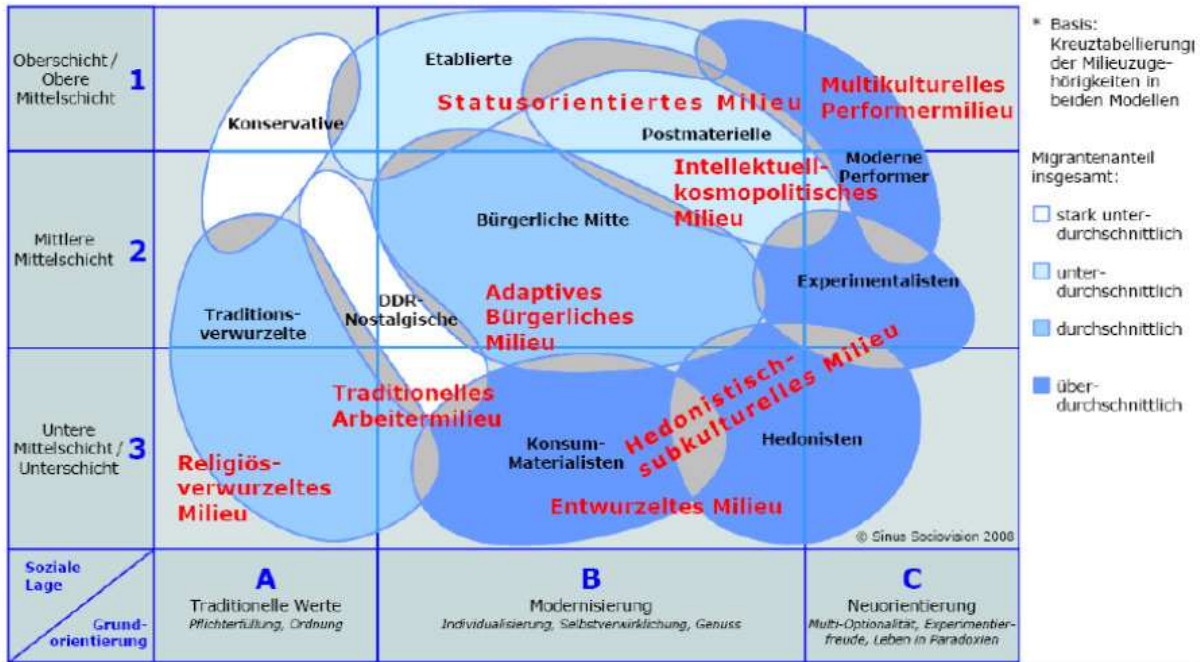 Oberschicht /
Obere
Mittelschicht
1
Konservative
Etablierte
Statusorientiertes Milieu
Postmaterielle
Multikulturelles
Performermilieu
Moderne
Performer
Intellektuell-
kosmopolitisches
Milieu
Mittlere
Mittelschicht
2
Bürgerliche Mitte
Experimentalisten
Traditions-
verwurzelte
DDR-
Nostalgische
Adaptives
Bürgerliches
Milieu
Untere
Mittelschicht /
Unterschicht
3
Traditionelles
Arbeitermilieu
Hedonistisch-
subkulturelles Milieu
Hedonisten
Konsum-
Materialisten
Religiös-
verwurzeltes
Milieu
Entwurzeltes Milieu
© Sinus Sociovision 2008
Soziale
Lage
Grund-
orientierung
A
Traditionelle Werte
Pflichterfüllung, Ordnung
B
Modernisierung
Individualisierung, Selbstverwirklichung, Genuss
C
Neuorientierung
Multi-Optionalität, Experimentier-
freude, Leben in Paradoxien
* Basis:
Kreuztabellierung
der Milieuzuge-
hörigkeiten in
beiden Modellen
Migrantenanteil
insgesamt:
stark unter-
durchschnittlich
unter-
durchschnittlich
durchschnittlich
über-
durchschnittlich